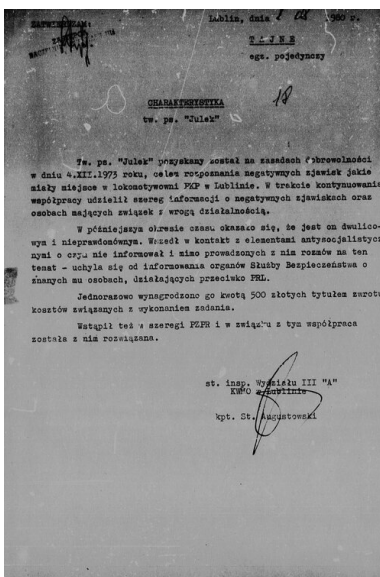 ZATWIERDZAM:
Lublin, dnia 08 1980 r.
T A J N E
egz. pojedynczy
18
CHARAKTERYSTYKA
tw. ps. "Julek"
Tw. ps. "Julek" pozyskany został na zasadach dobrowolności
w dniu 4.XII.1973 roku, celem rozpoznania negatywnych zjawisk jakie
miały miejsce w lokomotywowni PKP w Lublinie. W trakcie kontynuowania
współpracy udzielił szereg informacji o negatywnych zjawiskach oraz
osobach mających związek z wrogą działalnością.
W późniejszym okresie czasu okazało się, że jest on dwulico-
wym i nieprawdomównym. Wszedł w kontakt z elementami antysocjalistycz-
nymi o czym nie informował i mimo prowadzonych z nim rozmów na ten
temat - uchyla się od informowania organów Służby Bezpieczeństwa o
znanych mu osobach, działających przeciwko PRL.
Jednorazowo wynagrodzono go kwotą 500 złotych tytułem zwrotu
kosztów związanych z wykonaniem zadania.
Wstąpił też w szeregi PZPR i w związku z tym współpraca
została z nim rozwiązana.
st. insp. Wydziału III "A"
KWMO w Lublinie
kpt. St. Augustowski